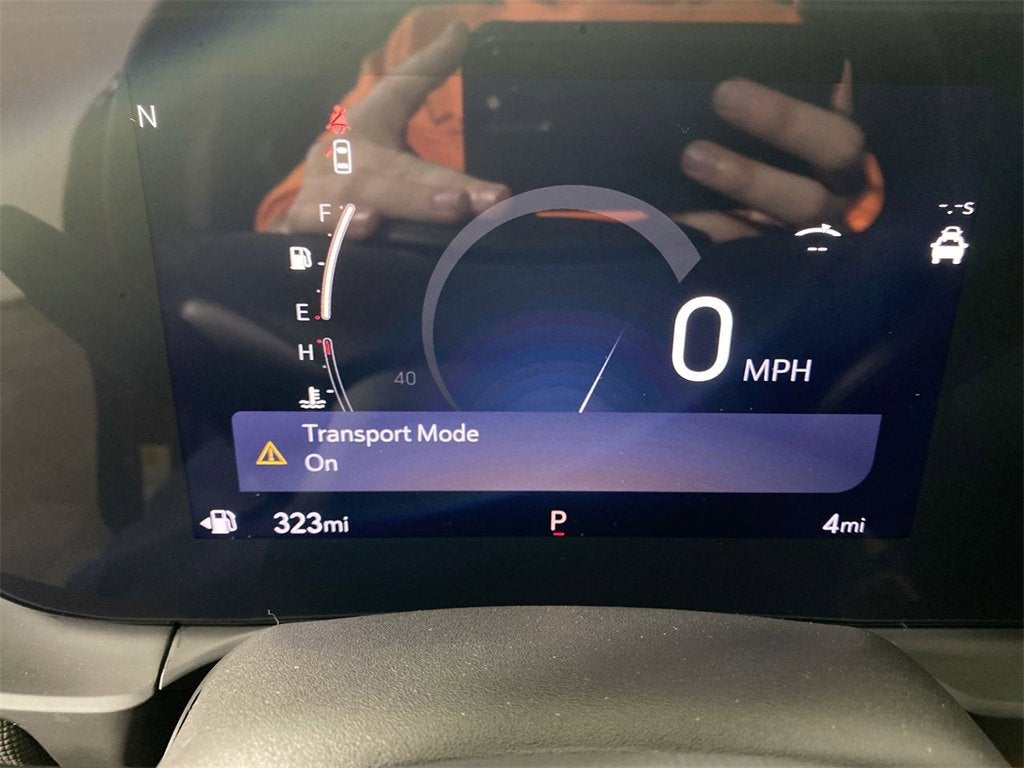 N
F
-.-s
--
E
H
0 MPH
40
Transport Mode
On
323mi
P
4mi